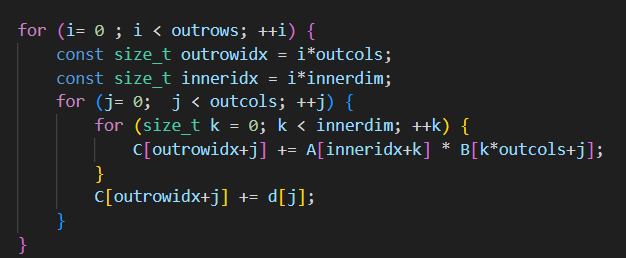 for (i= 0 ; i < outrows; ++i) {
    const size_t outrowidx = i*outcols;
    const size_t inneridx = i*innerdim;
    for (j= 0;  j < outcols; ++j) {
        for (size_t k = 0; k < innerdim; ++k) {
            C[outrowidx+j] += A[inneridx+k] * B[k*outcols+j];
        }
        C[outrowidx+j] += d[j];
    }
}